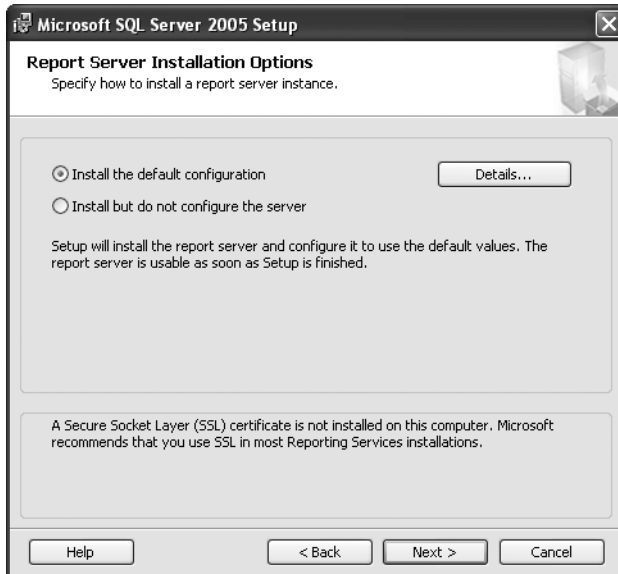 Microsoft SQL Server 2005 Setup
Report Server Installation Options
Specify how to install a report server instance.
Install the default configuration
Details...
Install but do not configure the server
Setup will install the report server and configure it to use the default values. The
report server is usable as soon as Setup is finished.
A Secure Socket Layer (SSL) certificate is not installed on this computer. Microsoft
recommends that you use SSL in most Reporting Services installations.
Help
< Back
Next >
Cancel